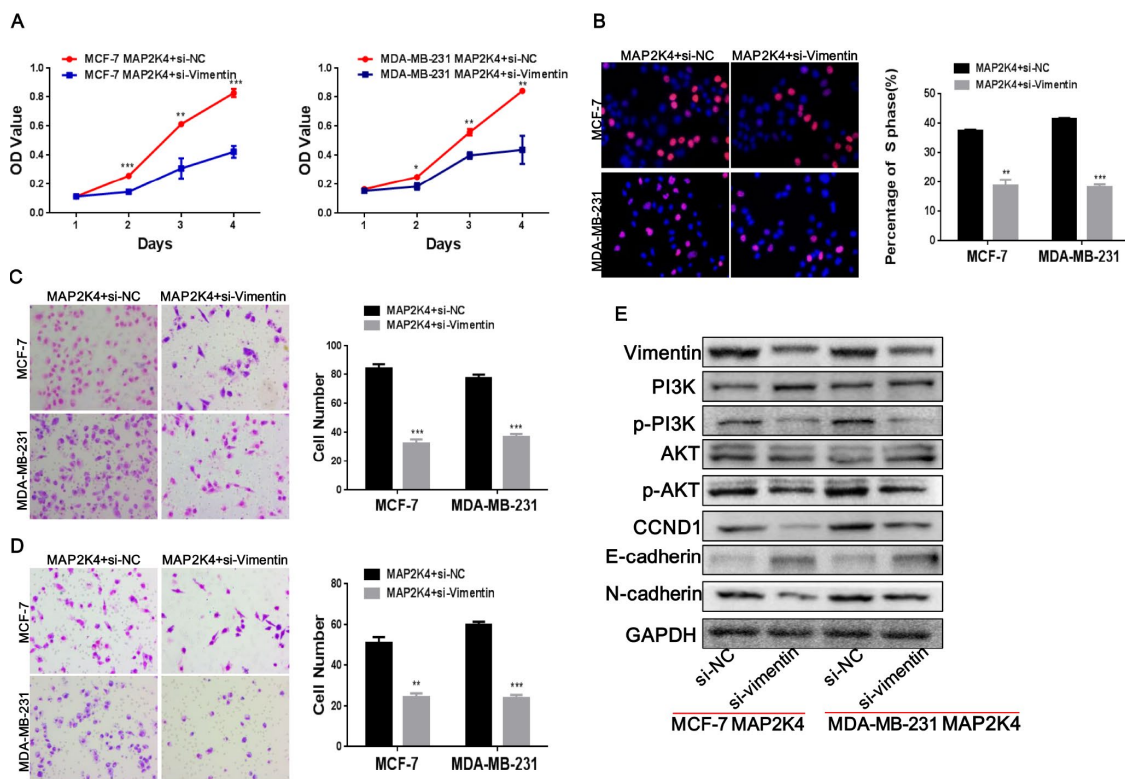 A
MCF-7 MAP2K4+si-NC
MCF-7 MAP2K4+si-Vimentin
OD Value
1.0
0.8
0.6
0.4
0.2
0.0
***
**
***
1 2 3 4
Days
MDA-MB-231 MAP2K4+si-NC
MDA-MB-231 MAP2K4+si-Vimentin
OD Value
1.0
0.8
0.6
0.4
0.2
0.0
*
**
**
1 2 3 4
Days
B
MAP2K4+si-NC MAP2K4+si-Vimentin
MCF-7
MDA-MB-231
MAP2K4+si-NC
MAP2K4+si-Vimentin
Percentage of S phase(%)
50
40
30
20
10
0
**
***
MCF-7 MDA-MB-231
C
MAP2K4+si-NC MAP2K4+si-Vimentin
MCF-7
MDA-MB-231
MAP2K4+si-NC
MAP2K4+si-Vimentin
Cell Number
100
80
60
40
20
0
***
***
MCF-7 MDA-MB-231
D
MAP2K4+si-NC MAP2K4+si-Vimentin
MCF-7
MDA-MB-231
MAP2K4+si-NC
MAP2K4+si-Vimentin
Cell Number
80
60
40
20
0
**
***
MCF-7 MDA-MB-231
E
Vimentin
PI3K
p-PI3K
AKT
p-AKT
CCND1
E-cadherin
N-cadherin
GAPDH
si-NC
si-vimentin
si-NC
si-vimentin
MCF-7 MAP2K4 MDA-MB-231 MAP2K4